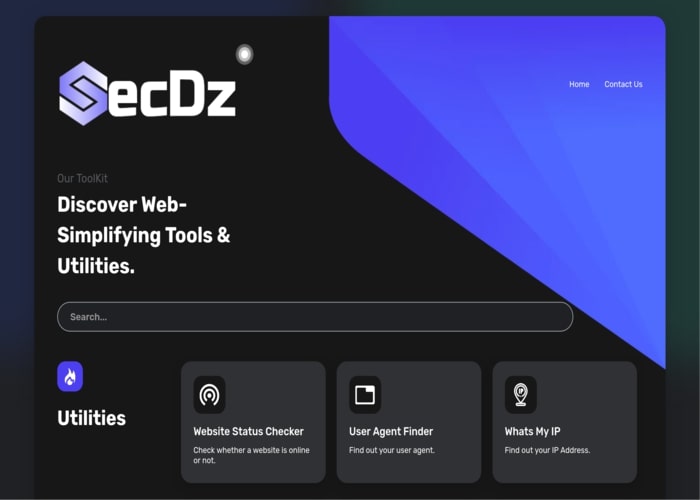 SecDz
Home
Contact Us
Our ToolKit
Discover Web-
Simplifying Tools &
Utilities.
Search...
Utilities
Website Status Checker
Check whether a website is online
or not.
User Agent Finder
Find out your user agent.
IP
Whats My IP
Find out your IP Address.